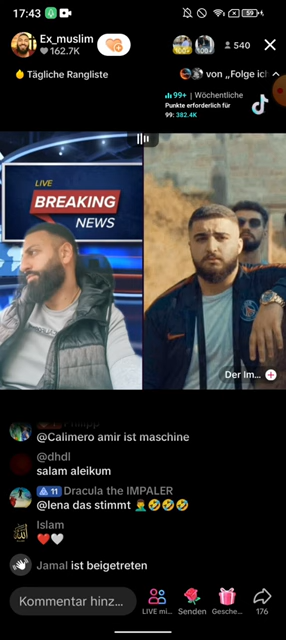 17:43
59
Ex_muslim
162.7K
540
Tägliche Rangliste
von „Folge ich
99+ | Wöchentliche
Punkte erforderlich für
99: 382.4K
LIVE
BREAKING
NEWS
Der Im...
@Calimero amir ist maschine
@dhdl
salam aleikum
11 Dracula the IMPALER
@lena das stimmt 🤦‍♂️🤣🤣🤣
Islam
❤️🤍
Jamal ist beigetreten
Kommentar hinz...
LIVE mi...
Senden
Gesche...
176